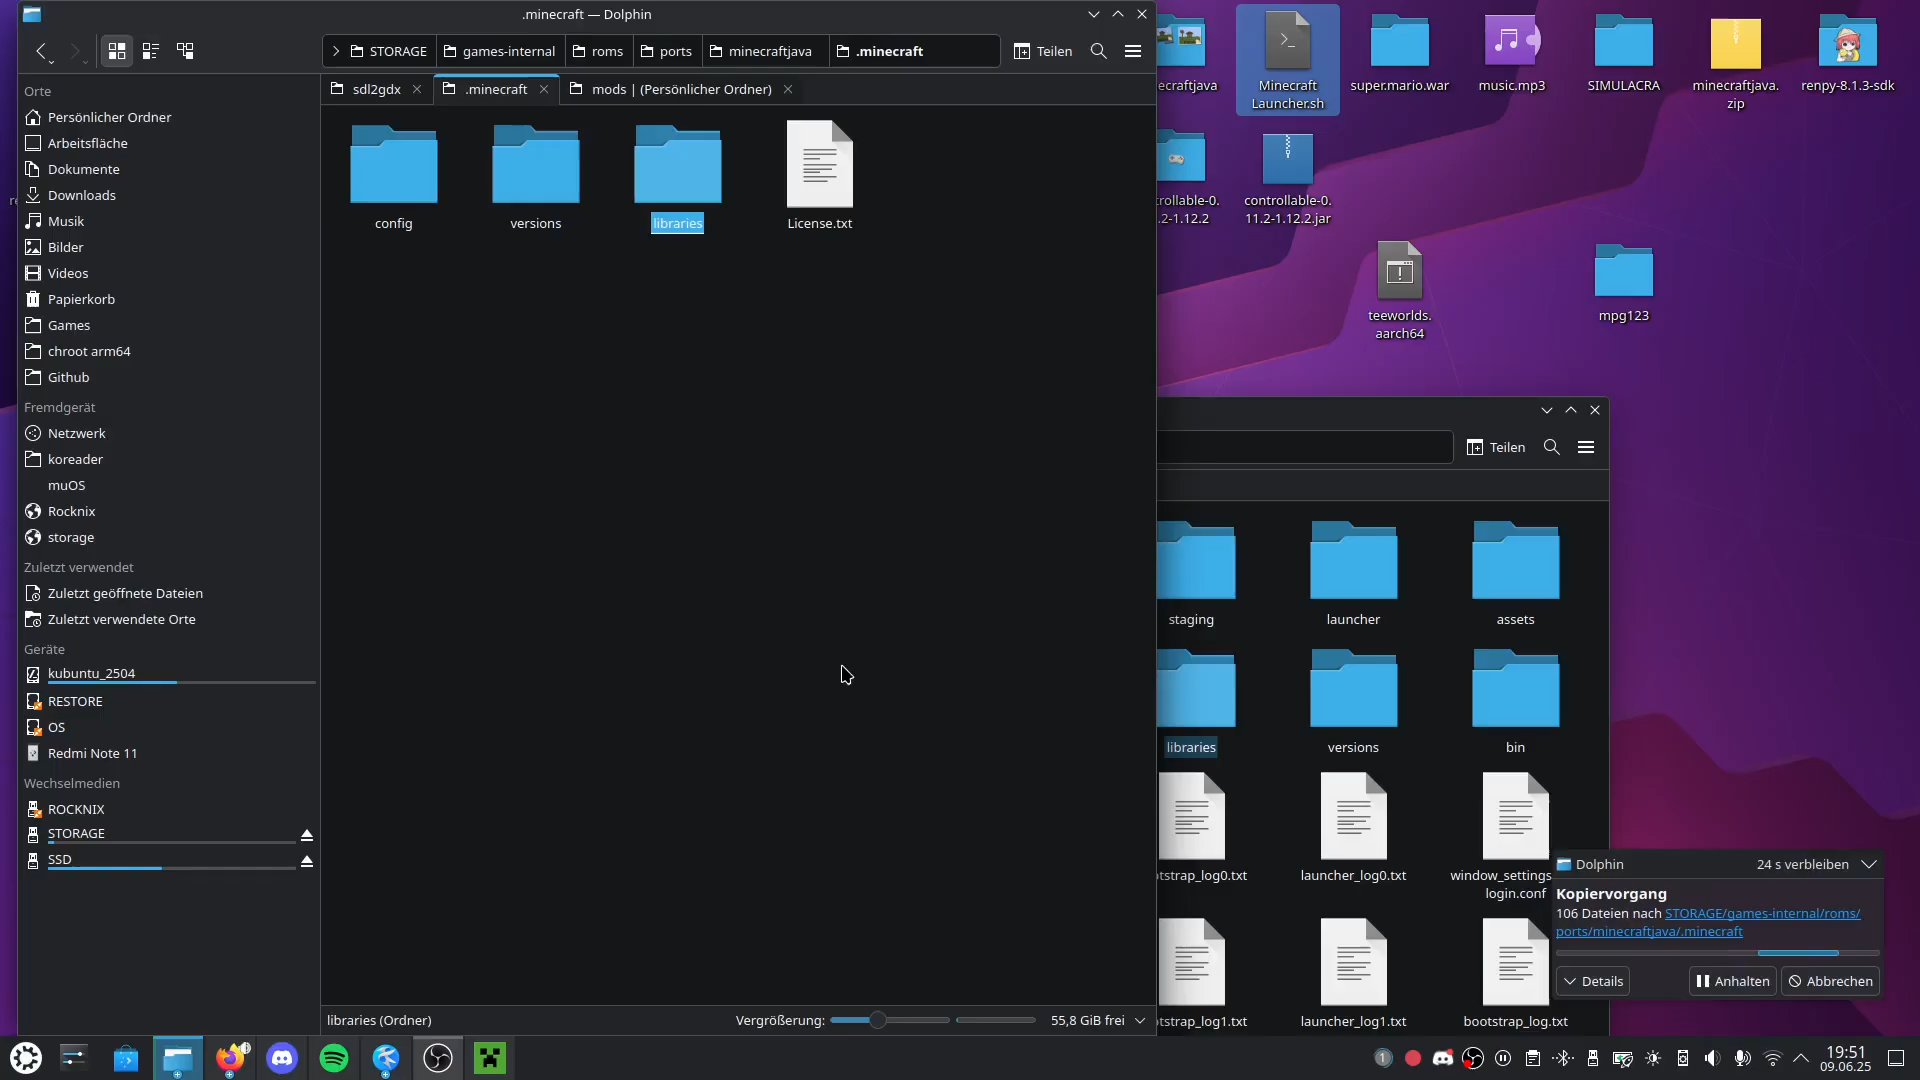 .minecraft — Dolphin
STORAGE
games-internal
roms
ports
minecraftjava
.minecraft
Teilen
sdl2gdx
.minecraft
mods | (Persönlicher Ordner)
Orte
Persönlicher Ordner
Arbeitsfläche
Dokumente
Downloads
Musik
Bilder
Videos
Papierkorb
Games
chroot arm64
Github
Fremdgerät
Netzwerk
koreader
muOS
Rocknix
storage
Zuletzt verwendet
Zuletzt geöffnete Dateien
Zuletzt verwendete Orte
Geräte
kubuntu_2504
RESTORE
OS
Redmi Note 11
Wechselmedien
ROCKNIX
STORAGE
SSD
config
versions
libraries
License.txt
libraries (Ordner)
Vergrößerung:
55,8 GiB frei
ecraftjava
Minecraft
Launcher.sh
super.mario.war
music.mp3
SIMULACRA
minecraftjava.
zip
renpy-8.1.3-sdk
rollable-0.
.2-1.12.2
controllable-0.
11.2-1.12.2.jar
teeworlds.
aarch64
mpg123
Teilen
staging
launcher
assets
libraries
versions
bin
tstrap_log0.txt
launcher_log0.txt
window_settings
login.conf
tstrap_log1.txt
launcher_log1.txt
bootstrap_log.txt
Dolphin
24 s verbleiben
Kopiervorgang
106 Dateien nach STORAGE/games-internal/roms/
ports/minecraftjava/.minecraft
Details
Anhalten
Abbrechen
1
19:51
09.06.25